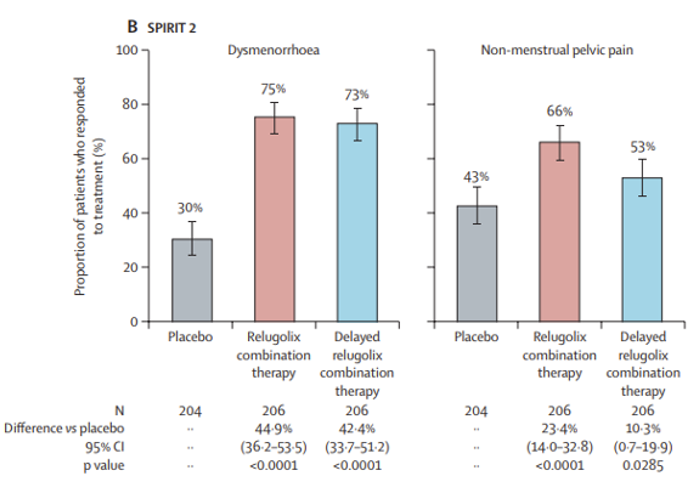 B SPIRIT 2
Dysmenorrhoea
Non-menstrual pelvic pain
Proportion of patients who responded
to treatment (%)
100
80
60
40
20
0
30%
75%
73%
43%
66%
53%
Placebo
Relugolix
combination
therapy
Delayed
relugolix
combination
therapy
Placebo
Relugolix
combination
therapy
Delayed
relugolix
combination
therapy
N 204 206 206 204 206 206
Difference vs placebo ·· 44·9% 42·4% ·· 23·4% 10·3%
95% CI ·· (36·2–53·5) (33·7–51·2) ·· (14·0–32·8) (0·7–19·9)
p value ·· <0.0001 <0.0001 ·· <0.0001 0.0285